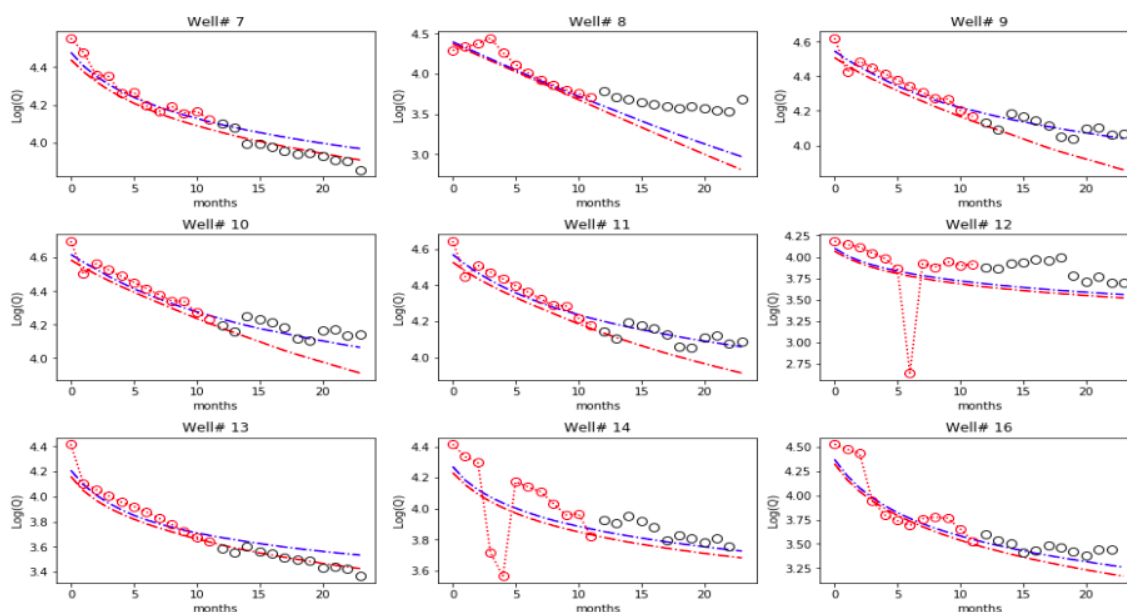 Well# 7
Log(Q)
4.4
4.2
4.0
0 5 10 15 20
months
Well# 8
Log(Q)
4.5
4.0
3.5
3.0
0 5 10 15 20
months
Well# 9
Log(Q)
4.6
4.4
4.2
4.0
0 5 10 15 20
months
Well# 10
Log(Q)
4.6
4.4
4.2
4.0
0 5 10 15 20
months
Well# 11
Log(Q)
4.6
4.4
4.2
4.0
0 5 10 15 20
months
Well# 12
Log(Q)
4.25
4.00
3.75
3.50
3.25
3.00
2.75
0 5 10 15 20
months
Well# 13
Log(Q)
4.4
4.2
4.0
3.8
3.6
3.4
0 5 10 15 20
months
Well# 14
Log(Q)
4.4
4.2
4.0
3.8
3.6
0 5 10 15 20
months
Well# 16
Log(Q)
4.50
4.25
4.00
3.75
3.50
3.25
0 5 10 15 20
months